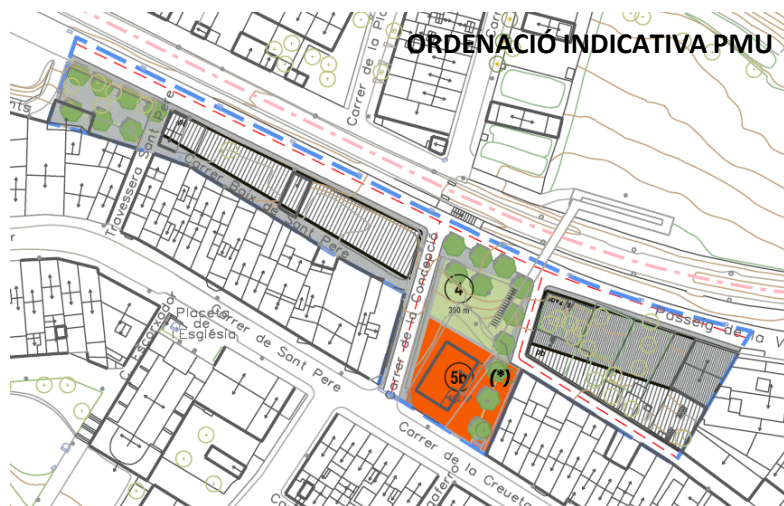 ORDENACIÓ INDICATIVA PMU
Carrer de la Pla
Travessera Sant Pere
Carrer Baix de Sant Pere
Carrer de la Concepció
4
390 m
Passeig de la V
Placeta
de
Església
C. Escorxador
Carrer de Sant Pere
5b
(*)
Carrer de la Creueta